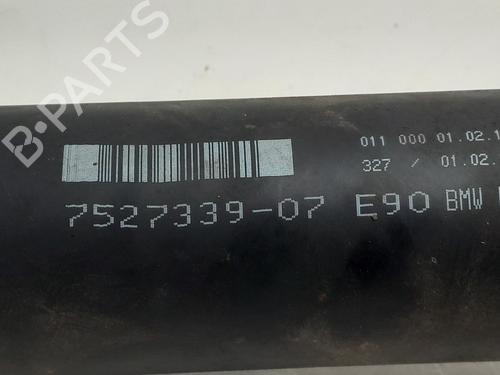 B-PARTS
011 000 01.02.1
327 / 01.02.
7527339-07 E90 BMW